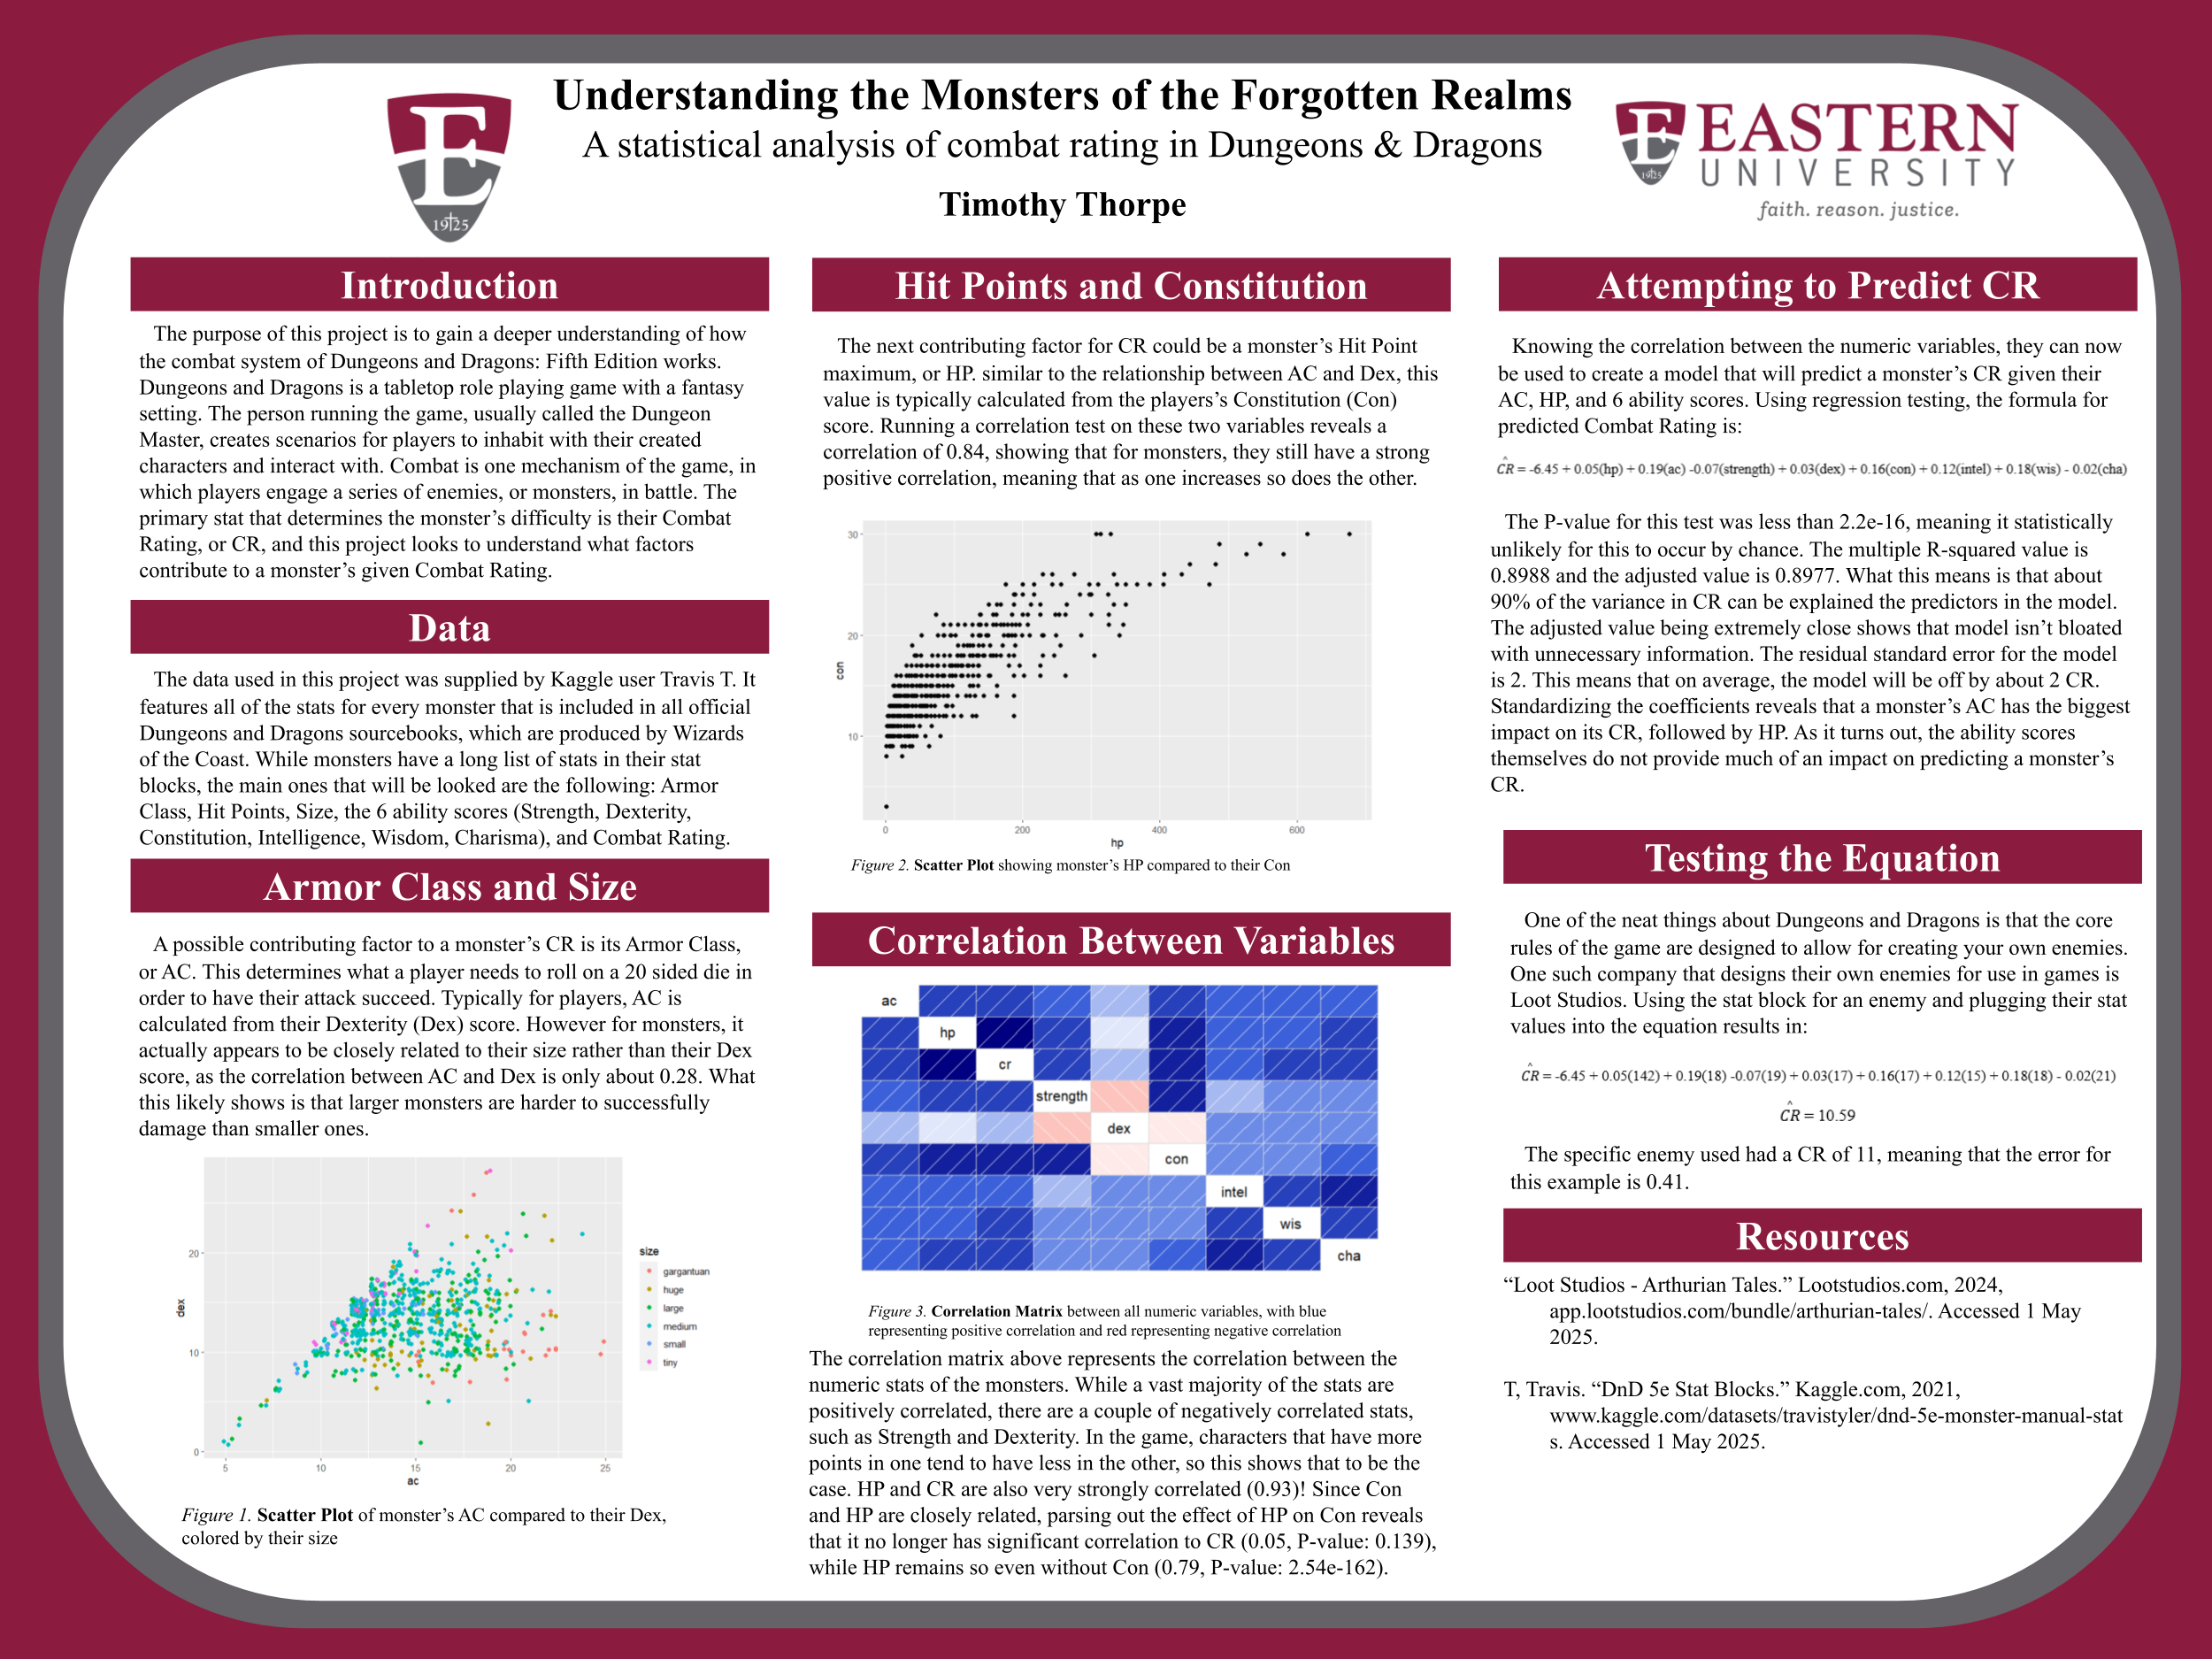 Understanding the Monsters of the Forgotten Realms
A statistical analysis of combat rating in Dungeons & Dragons
Timothy Thorpe
E
19 25
E
19 25
EASTERN
UNIVERSITY
faith. reason. justice.
Introduction
The purpose of this project is to gain a deeper understanding of how
the combat system of Dungeons and Dragons: Fifth Edition works.
Dungeons and Dragons is a tabletop role playing game with a fantasy
setting. The person running the game, usually called the Dungeon
Master, creates scenarios for players to inhabit with their created
characters and interact with. Combat is one mechanism of the game, in
which players engage a series of enemies, or monsters, in battle. The
primary stat that determines the monster's difficulty is their Combat
Rating, or CR, and this project looks to understand what factors
contribute to a monster's given Combat Rating.
Data
The data used in this project was supplied by Kaggle user Travis T. It
features all of the stats for every monster that is included in all official
Dungeons and Dragons sourcebooks, which are produced by Wizards
of the Coast. While monsters have a long list of stats in their stat
blocks, the main ones that will be looked are the following: Armor
Class, Hit Points, Size, the 6 ability scores (Strength, Dexterity,
Constitution, Intelligence, Wisdom, Charisma), and Combat Rating.
Armor Class and Size
A possible contributing factor to a monster's CR is its Armor Class,
or AC. This determines what a player needs to roll on a 20 sided die in
order to have their attack succeed. Typically for players, AC is
calculated from their Dexterity (Dex) score. However for monsters, it
actually appears to be closely related to their size rather than their Dex
score, as the correlation between AC and Dex is only about 0.28. What
this likely shows is that larger monsters are harder to successfully
damage than smaller ones.
20
10
0
dex
5 10 15 20 25
ac
size
gargantuan
huge
large
medium
small
tiny
Figure 1. Scatter Plot of monster's AC compared to their Dex,
colored by their size
Hit Points and Constitution
The next contributing factor for CR could be a monster's Hit Point
maximum, or HP. similar to the relationship between AC and Dex, this
value is typically calculated from the players's Constitution (Con)
score. Running a correlation test on these two variables reveals a
correlation of 0.84, showing that for monsters, they still have a strong
positive correlation, meaning that as one increases so does the other.
30
20
10
con
0 200 400 600
hp
Figure 2. Scatter Plot showing monster's HP compared to their Con
Correlation Between Variables
ac
hp
cr
strength
dex
con
intel
wis
cha
Figure 3. Correlation Matrix between all numeric variables, with blue
representing positive correlation and red representing negative correlation
The correlation matrix above represents the correlation between the
numeric stats of the monsters. While a vast majority of the stats are
positively correlated, there are a couple of negatively correlated stats,
such as Strength and Dexterity. In the game, characters that have more
points in one tend to have less in the other, so this shows that to be the
case. HP and CR are also very strongly correlated (0.93)! Since Con
and HP are closely related, parsing out the effect of HP on Con reveals
that it no longer has significant correlation to CR (0.05, P-value: 0.139),
while HP remains so even without Con (0.79, P-value: 2.54e-162).
Attempting to Predict CR
Knowing the correlation between the numeric variables, they can now
be used to create a model that will predict a monster's CR given their
AC, HP, and 6 ability scores. Using regression testing, the formula for
predicted Combat Rating is:
ĈR = -6.45 + 0.05(hp) + 0.19(ac) -0.07(strength) + 0.03(dex) + 0.16(con) + 0.12(intel) + 0.18(wis) - 0.02(cha)
The P-value for this test was less than 2.2e-16, meaning it statistically
unlikely for this to occur by chance. The multiple R-squared value is
0.8988 and the adjusted value is 0.8977. What this means is that about
90% of the variance in CR can be explained the predictors in the model.
The adjusted value being extremely close shows that model isn't bloated
with unnecessary information. The residual standard error for the model
is 2. This means that on average, the model will be off by about 2 CR.
Standardizing the coefficients reveals that a monster's AC has the biggest
impact on its CR, followed by HP. As it turns out, the ability scores
themselves do not provide much of an impact on predicting a monster's
CR.
Testing the Equation
One of the neat things about Dungeons and Dragons is that the core
rules of the game are designed to allow for creating your own enemies.
One such company that designs their own enemies for use in games is
Loot Studios. Using the stat block for an enemy and plugging their stat
values into the equation results in:
ĈR = -6.45 + 0.05(142) + 0.19(18) -0.07(19) + 0.03(17) + 0.16(17) + 0.12(15) + 0.18(18) - 0.02(21)
ĈR = 10.59
The specific enemy used had a CR of 11, meaning that the error for
this example is 0.41.
Resources
“Loot Studios - Arthurian Tales.” Lootstudios.com, 2024,
app.lootstudios.com/bundle/arthurian-tales/. Accessed 1 May
2025.
T, Travis. “DnD 5e Stat Blocks.” Kaggle.com, 2021,
www.kaggle.com/datasets/travistyler/dnd-5e-monster-manual-stat
s. Accessed 1 May 2025.